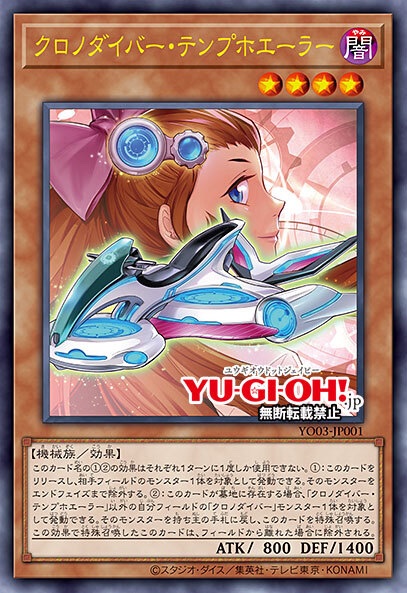 クロノダイバー・テンプホエーラー
闇
やみ
ユウギオウドットジェイピー
YU-GI-OH!
.jp
無断転載禁止
YO03-JP001
【機械族/効果】
このカード名の①②の効果はそれぞれ1ターンに1度しか使用できない。①：このカードを
リリースし、相手フィールドのモンスター1体を対象として発動できる。そのモンスターを
エンドフェイズまで除外する。②：このカードが墓地に存在する場合、「クロノダイバー・
テンプホエーラー」以外の自分フィールドの「クロノダイバー」モンスター1体を対象とし
て発動できる。そのモンスターを持ち主の手札に戻し、このカードを特殊召喚する。
この効果で特殊召喚したこのカードは、フィールドから離れた場合に除外される。
ATK/ 800 DEF/1400
©スタジオ・ダイス／集英社・テレビ東京・KONAMI